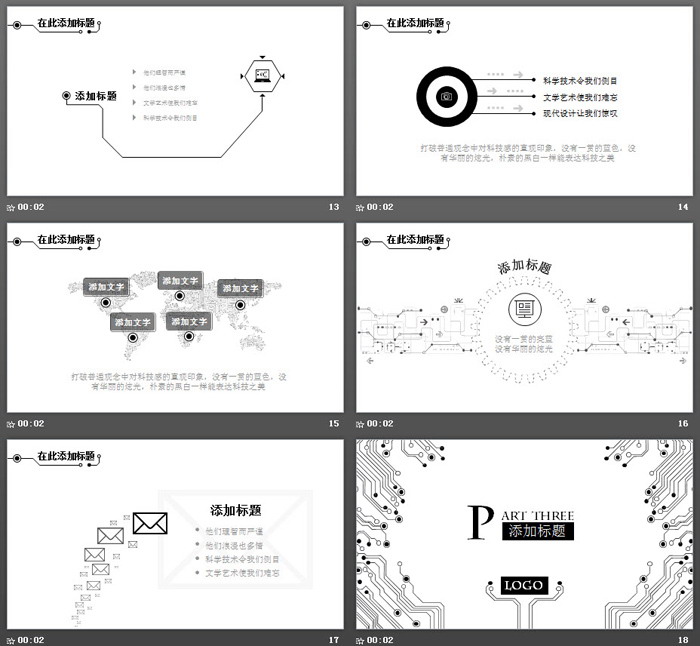 在此添加标题
添加标题
他们理智而严谨
他们浪漫也多情
文学艺术使我们难忘
科学技术令我们侧目
00:02
13
在此添加标题
科学技术令我们侧目
文学艺术使我们难忘
现代设计让我们惊叹
打破普通观念中对科技感的直观印象，没有一贯的蓝色，没
有华丽的炫光，朴素的黑白一样能表达科技之美
00:02
14
在此添加标题
添加文字
添加文字
添加文字
添加文字
添加文字
打破普通观念中对科技感的直观印象，没有一贯的蓝色，没
有华丽的炫光，朴素的黑白一样能表达科技之美
00:02
15
在此添加标题
添加标题
没有一贯的亮蓝
没有华丽的炫光
00:02
16
在此添加标题
添加标题
他们理智而严谨
他们浪漫也多情
科学技术令我们侧目
文学艺术使我们难忘
00:02
17
PART THREE
添加标题
LOGO
00:02
18